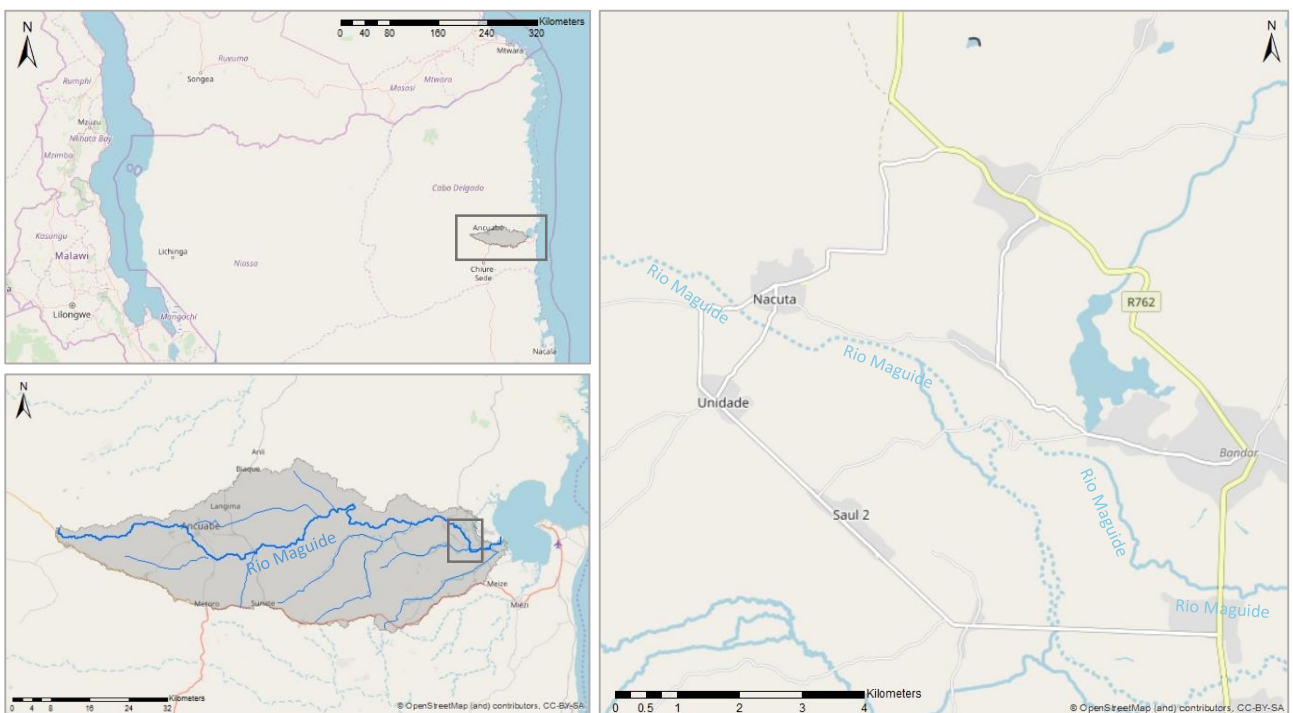 N
Kilometers
0 40 80 160 240 320
Mtwara
Ruvuma
Songea
Rumphi
Mtwara
Masasi
Mzuzu
Nkhata Bay
Mzimba
Cabo Delgado
Ancuabe
Kasungu
Malawi
Lichinga
Niassa
Chiure-
Sede
Lilongwe
Mangochi
Nacala
N
Anli
Biaque
Langima
Ancuabe
Rio Maguide
Metoro
Sunate
Meize
Miezi
Kilometers
0 4 8 16 24 32
© OpenStreetMap (and) contributors, CC-BY-SA
N
Rio Maguide
Nacuta
R762
Rio Maguide
Unidade
Bandar
Rio Maguide
Saul 2
Rio Maguide
Kilometers
0 0.5 1 2 3 4
© OpenStreetMap (and) contributors, CC-BY-SA